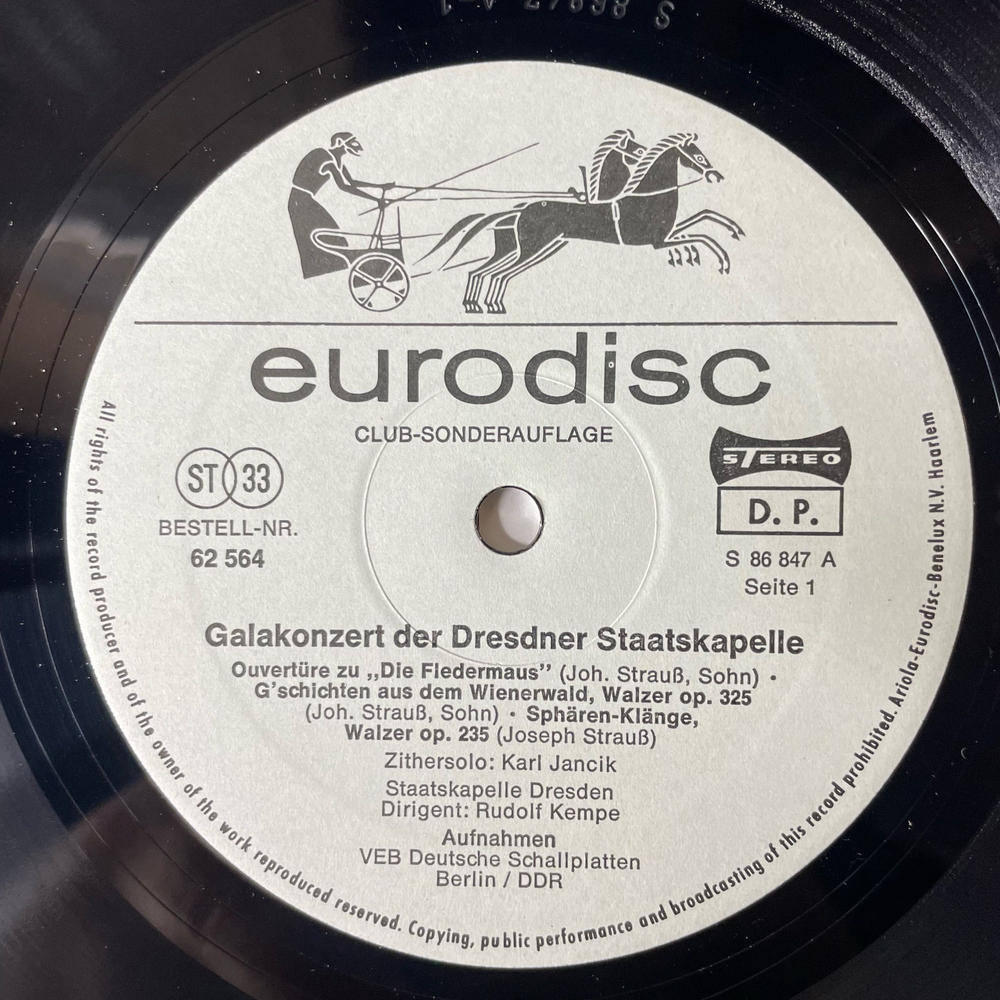 S 86847 A-1
eurodisc
CLUB-SONDERAUFLAGE
ST 33
BESTELL-NR.
62 564
STEREO
D. P.
S 86 847 A
Seite 1
Galakonzert der Dresdner Staatskapelle
Ouvertüre zu „Die Fledermaus” (Joh. Strauß, Sohn) •
G'schichten aus dem Wienerwald, Walzer op. 325
(Joh. Strauß, Sohn) • Sphären-Klänge,
Walzer op. 235 (Joseph Strauß)
Zithersolo: Karl Jancik
Staatskapelle Dresden
Dirigent: Rudolf Kempe
Aufnahmen
VEB Deutsche Schallplatten
Berlin / DDR
All rights of the record producer and of the owner of the work reproduced reserved. Copying, public performance and broadcasting of this record prohibited. Ariola-Eurodisc-Benelux N.V. Haarlem